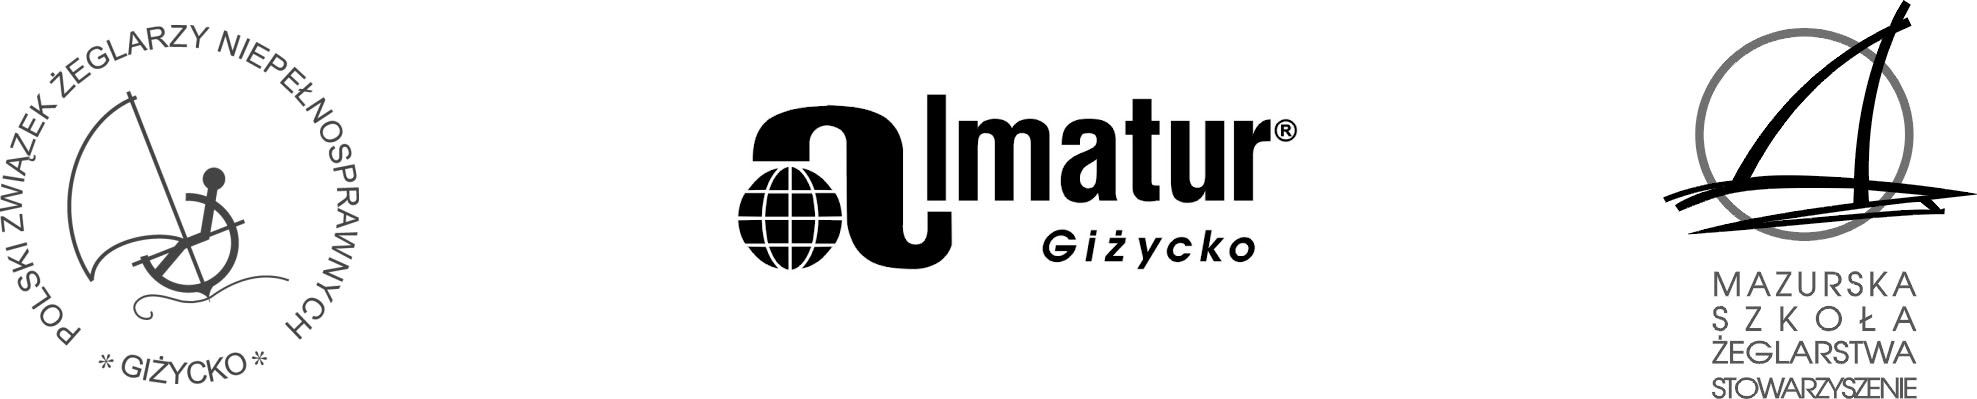 POLSKI ZWIĄZEK ŻEGLARZY NIEPEŁNOSPRAWNYCH
* GIŻYCKO *
almatur®
Giżycko
MAZURSKA
SZKOŁA
ŻEGLARSTWA
STOWARZYSZENIE